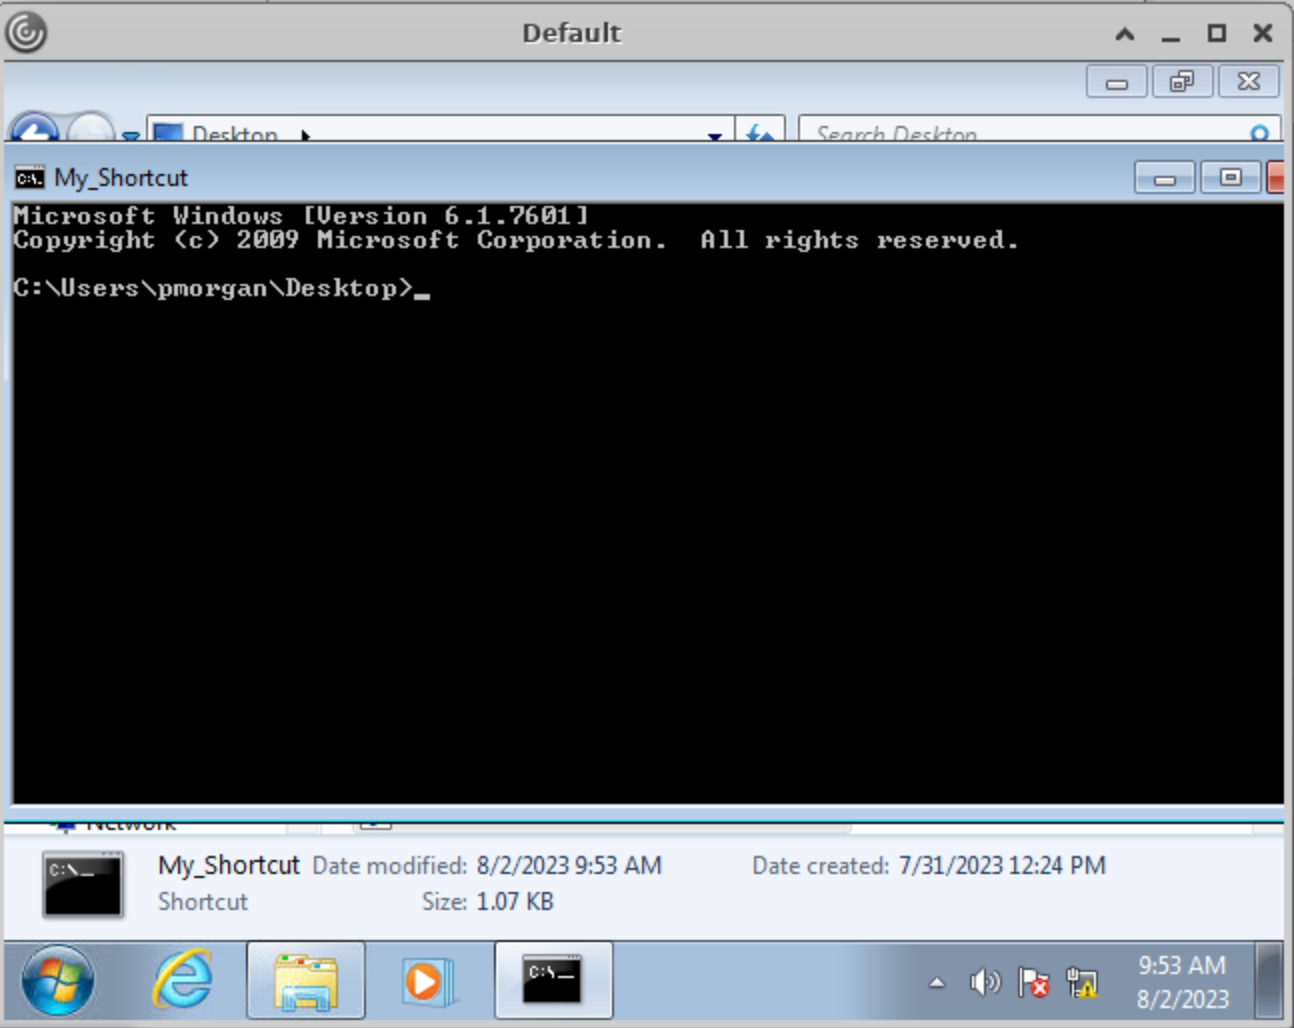 Default
Desktop
Search Desktop
My_Shortcut
Microsoft Windows [Version 6.1.7601]
Copyright (c) 2009 Microsoft Corporation.  All rights reserved.
C:\Users\pmorgan\Desktop>_
Network
My_Shortcut Date modified: 8/2/2023 9:53 AM Date created: 7/31/2023 12:24 PM
Shortcut Size: 1.07 KB
9:53 AM
8/2/2023